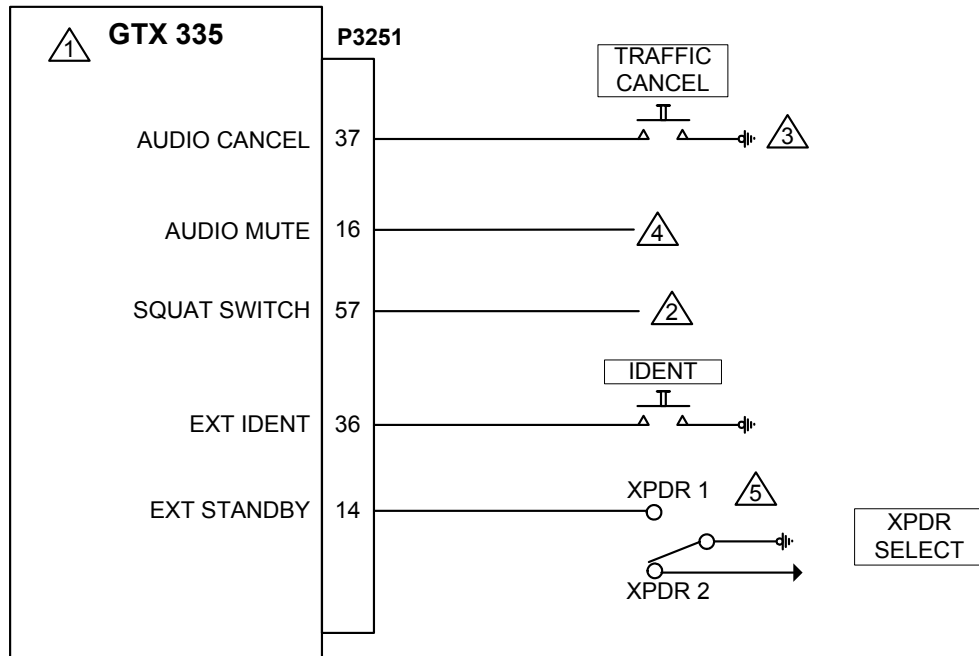 1 GTX 335 P3251
TRAFFIC
CANCEL
AUDIO CANCEL 37 3
AUDIO MUTE 16 4
SQUAT SWITCH 57 2
IDENT
EXT IDENT 36
XPDR 1 5
EXT STANDBY 14
XPDR
SELECT
XPDR 2